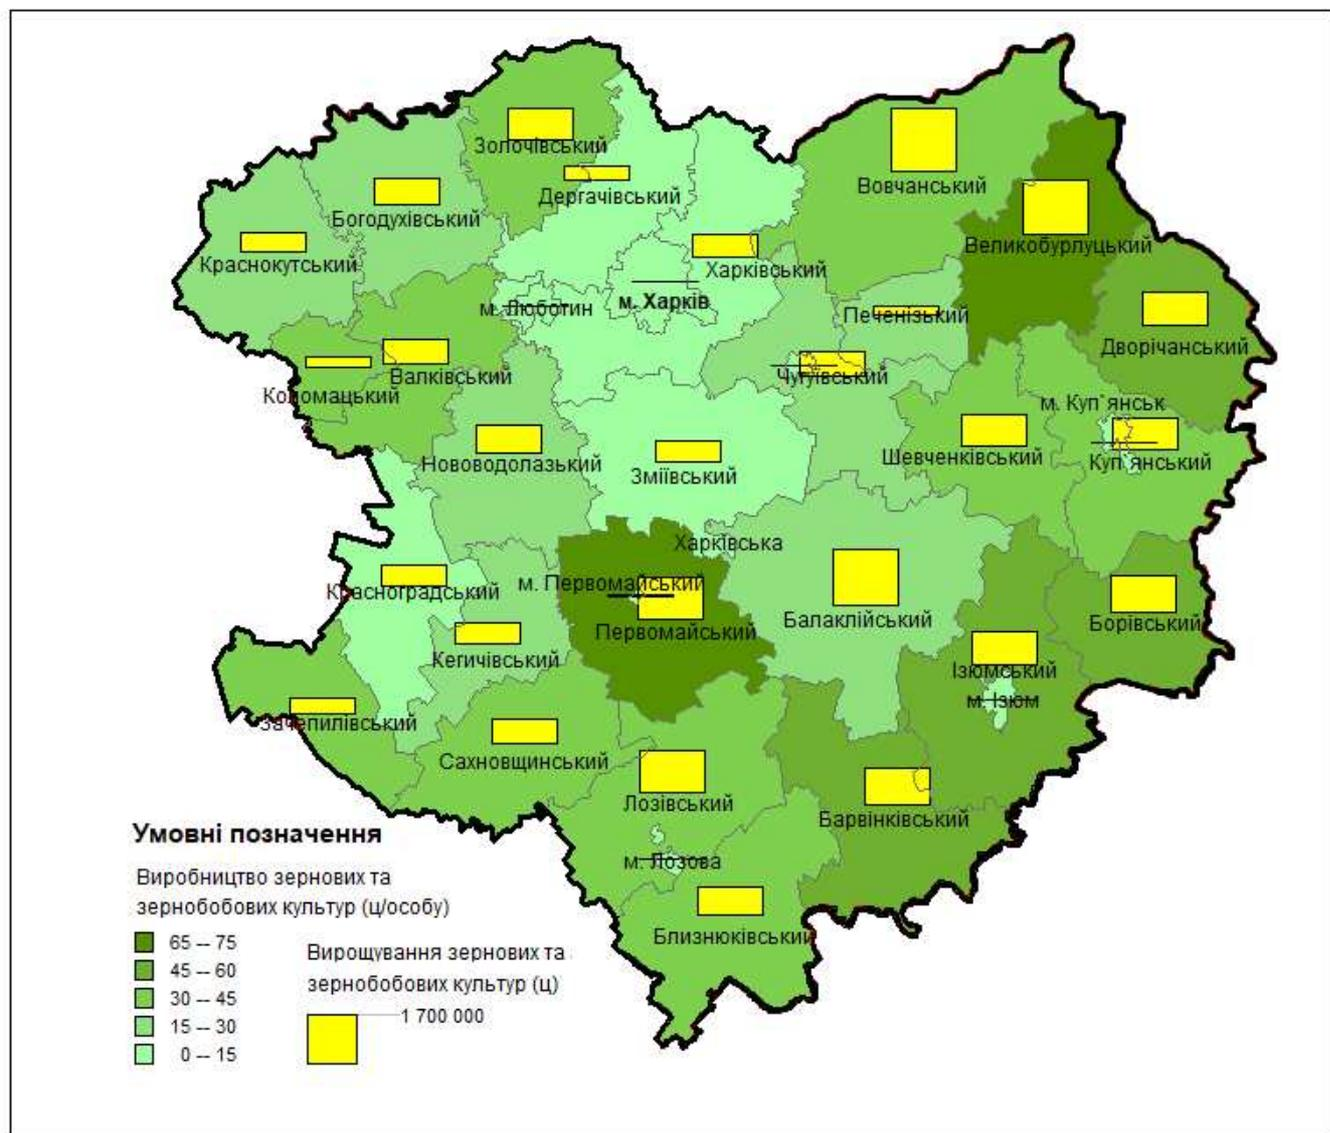 Золочівський
Дергачівський
Вовчанський
Богодухівський
Великобурлуцький
Краснокутський
Харківський
м. Люботин
м. Харків
Печенізький
Дворічанський
Коломацький
Валківський
Чугуївський
м. Куп`янськ
Нововодолазький
Зміївський
Шевченківський
Куп`янський
Харківська
Красноградський
м. Первомайський
Первомайський
Балаклійський
Борівський
Кегичівський
Ізюмський
м. Ізюм
Зачепилівський
Сахновщинський
Лозівський
Барвінківський
м. Лозова
Близнюківський
Умовні позначення
Виробництво зернових та
зернобобових культур (ц/особу)
65 -- 75
45 -- 60
30 -- 45
15 -- 30
0 -- 15
Вирощування зернових та
зернобобових культур (ц)
1 700 000